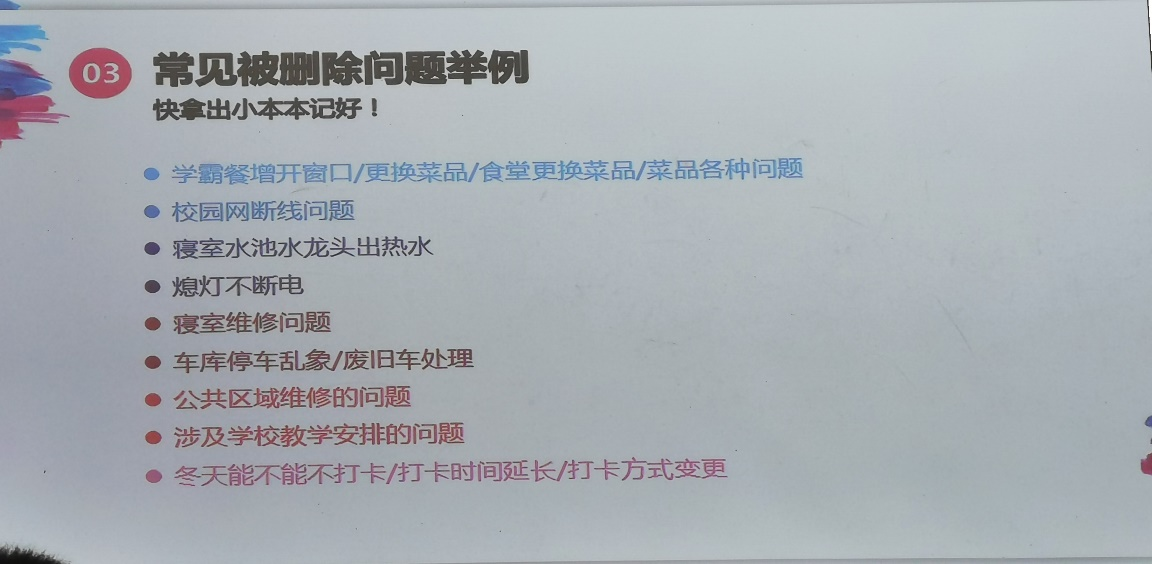 03
常见被删除问题举例
快拿出小本本记好！
学霸餐增开窗口/更换菜品/食堂更换菜品/菜品各种问题
校园网断线问题
寝室水池水龙头出热水
熄灯不断电
寝室维修问题
车库停车乱象/废旧车处理
公共区域维修的问题
涉及学校教学安排的问题
冬天能不能不打卡/打卡时间延长/打卡方式变更